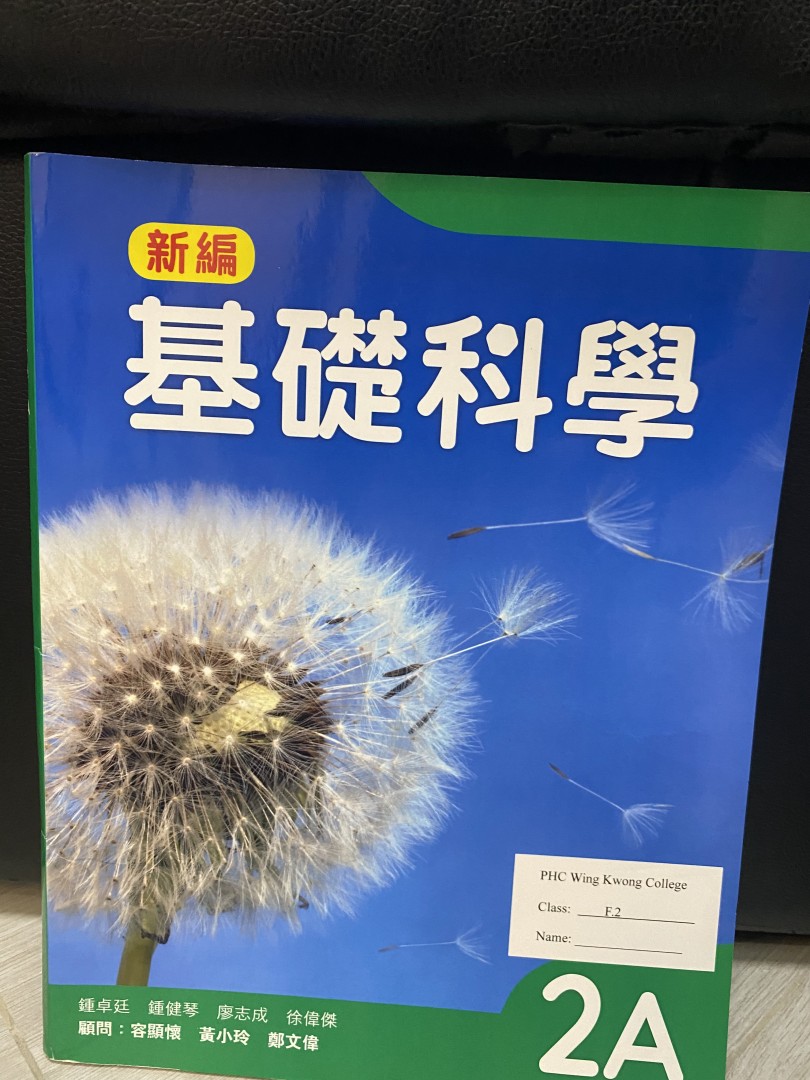 新編
基礎科學
PHC Wing Kwong College
Class: F.2
Name:
鍾卓廷 鍾健琴 廖志成 徐偉傑
顧問：容顯懷 黃小玲 鄭文偉
2A